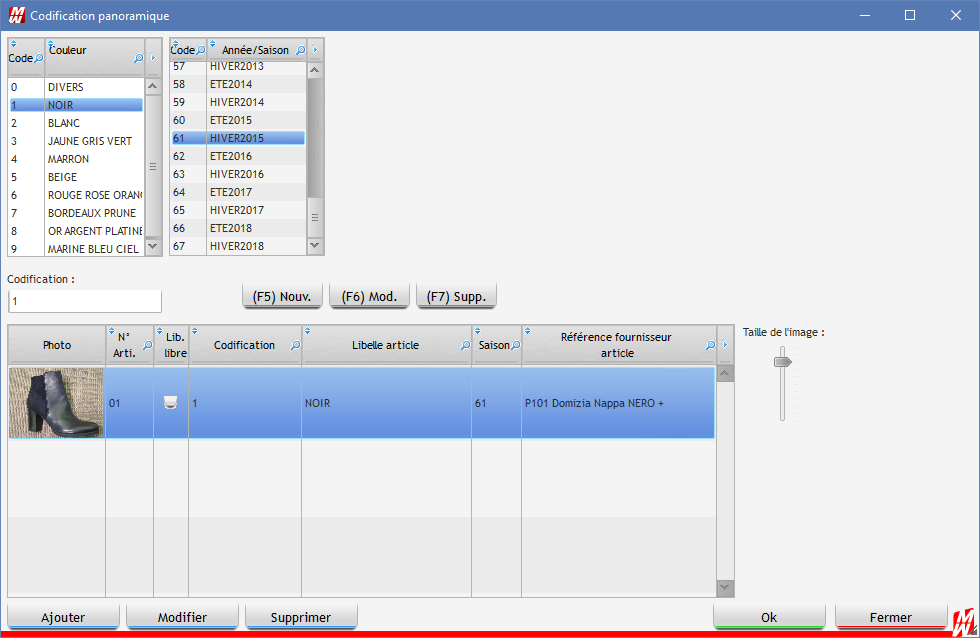 Codification panoramique
Code Couleur
0 DIVERS
1 NOIR
2 BLANC
3 JAUNE GRIS VERT
4 MARRON
5 BEIGE
6 ROUGE ROSE ORAN
7 BORDEAUX PRUNE
8 OR ARGENT PLATINE
9 MARINE BLEU CIEL
Code Année/Saison
57 HIVER2013
58 ETE2014
59 HIVER2014
60 ETE2015
61 HIVER2015
62 ETE2016
63 HIVER2016
64 ETE2017
65 HIVER2017
66 ETE2018
67 HIVER2018
Codification :
1
(F5) Nouv. (F6) Mod. (F7) Supp.
Photo N° Arti. Lib. libre Codification Libelle article Saison Référence fournisseur article
01 1 NOIR 61 P101 Domizia Nappa NERO +
Taille de l'image :
Ajouter Modifier Supprimer Ok Fermer